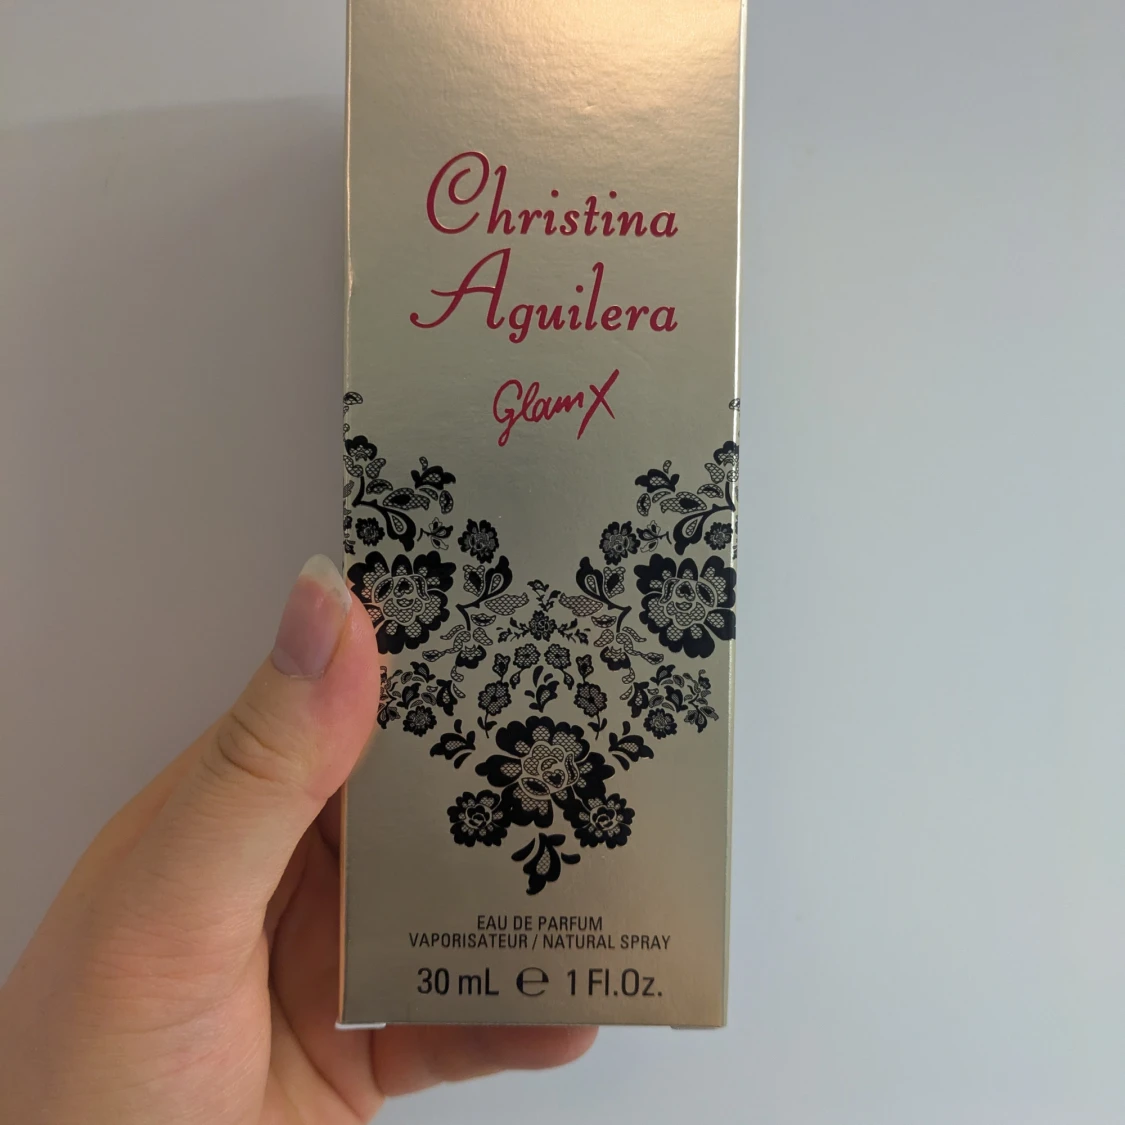 Christina
Aguilera
Glam X
EAU DE PARFUM
VAPORISATEUR / NATURAL SPRAY
30 mL ℮ 1 Fl.Oz.